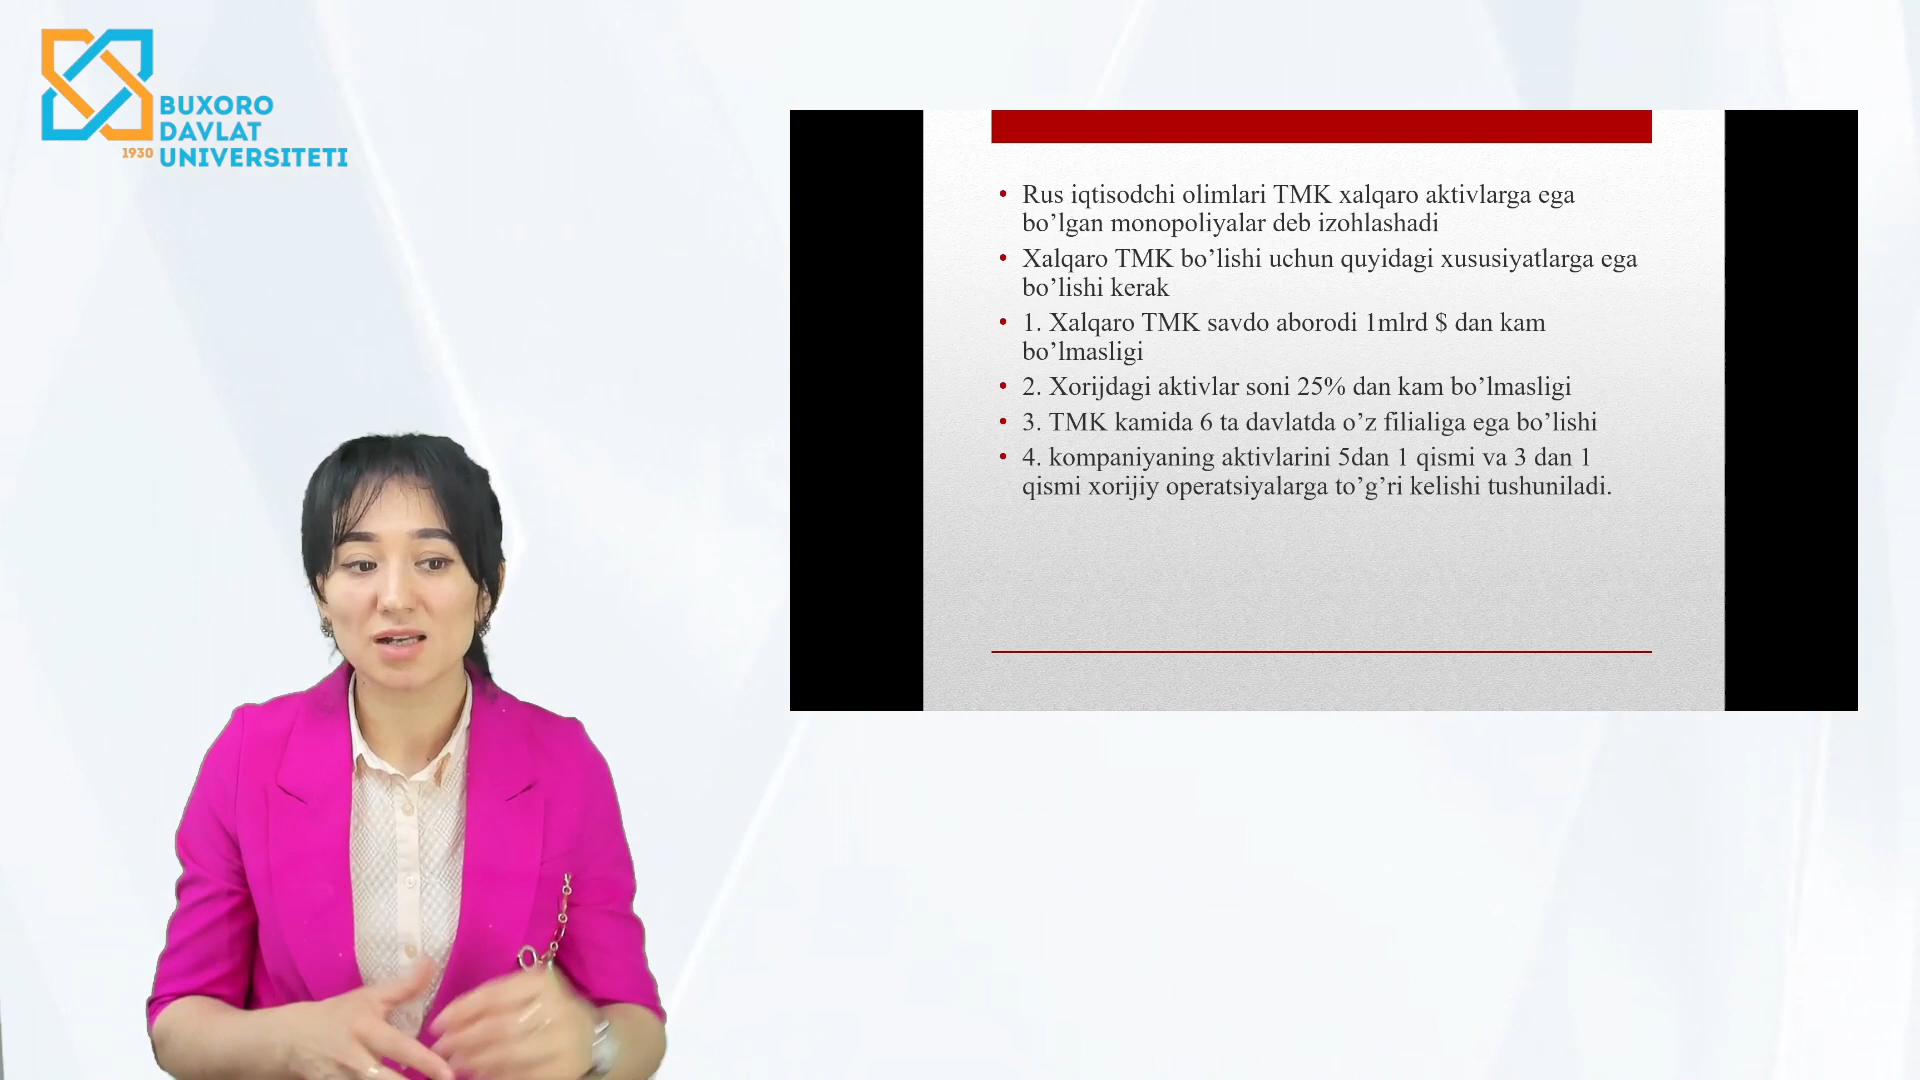 BUXORO
DAVLAT
1930 UNIVERSITETI
• Rus iqtisodchi olimlari TMK xalqaro aktivlarga ega
bo’lgan monopoliyalar deb izohlashadi
• Xalqaro TMK bo’lishi uchun quyidagi xususiyatlarga ega
bo’lishi kerak
• 1. Xalqaro TMK savdo aborodi 1mlrd $ dan kam
bo’lmasligi
• 2. Xorijdagi aktivlar soni 25% dan kam bo’lmasligi
• 3. TMK kamida 6 ta davlatda o’z filialiga ega bo’lishi
• 4. kompaniyaning aktivlarini 5dan 1 qismi va 3 dan 1
qismi xorijiy operatsiyalarga to’g’ri kelishi tushuniladi.